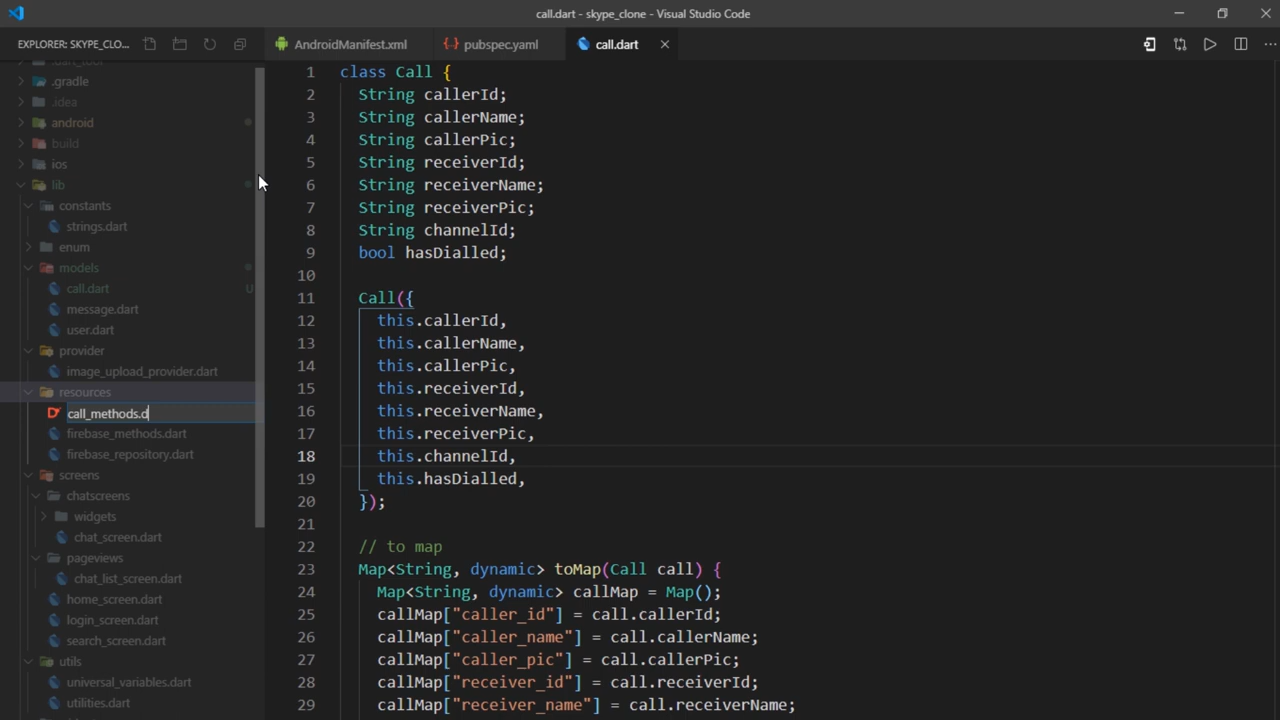 call.dart - skype_clone - Visual Studio Code
EXPLORER: SKYPE_CLO...
AndroidManifest.xml
pubspec.yaml
call.dart
.dart_tool
.gradle
.idea
android
build
ios
lib
constants
strings.dart
enum
models
call.dart U
message.dart
user.dart
provider
image_upload_provider.dart
resources
call_methods.d
firebase_methods.dart
firebase_repository.dart
screens
chatscreens
widgets
chat_screen.dart
pageviews
chat_list_screen.dart
home_screen.dart
login_screen.dart
search_screen.dart
utils
universal_variables.dart
utilities.dart
1 class Call {
2 String callerId;
3 String callerName;
4 String callerPic;
5 String receiverId;
6 String receiverName;
7 String receiverPic;
8 String channelId;
9 bool hasDialled;
10
11 Call({
12 this.callerId,
13 this.callerName,
14 this.callerPic,
15 this.receiverId,
16 this.receiverName,
17 this.receiverPic,
18 this.channelId,
19 this.hasDialled,
20 });
21
22 // to map
23 Map<String, dynamic> toMap(Call call) {
24 Map<String, dynamic> callMap = Map();
25 callMap["caller_id"] = call.callerId;
26 callMap["caller_name"] = call.callerName;
27 callMap["caller_pic"] = call.callerPic;
28 callMap["receiver_id"] = call.receiverId;
29 callMap["receiver_name"] = call.receiverName;